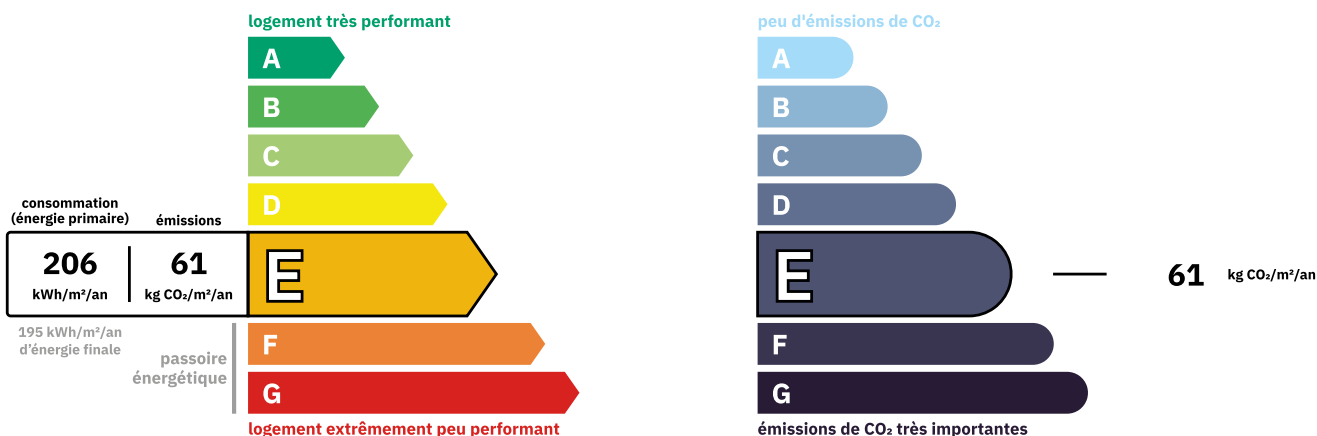 logement très performant
A
B
C
D
consommation
(énergie primaire)
émissions
206
kWh/m²/an
61
kg CO₂/m²/an
E
195 kWh/m²/an
d'énergie finale
passoire
énergétique
F
G
logement extrêmement peu performant
peu d'émissions de CO₂
A
B
C
D
E
61 kg CO₂/m²/an
F
G
émissions de CO₂ très importantes